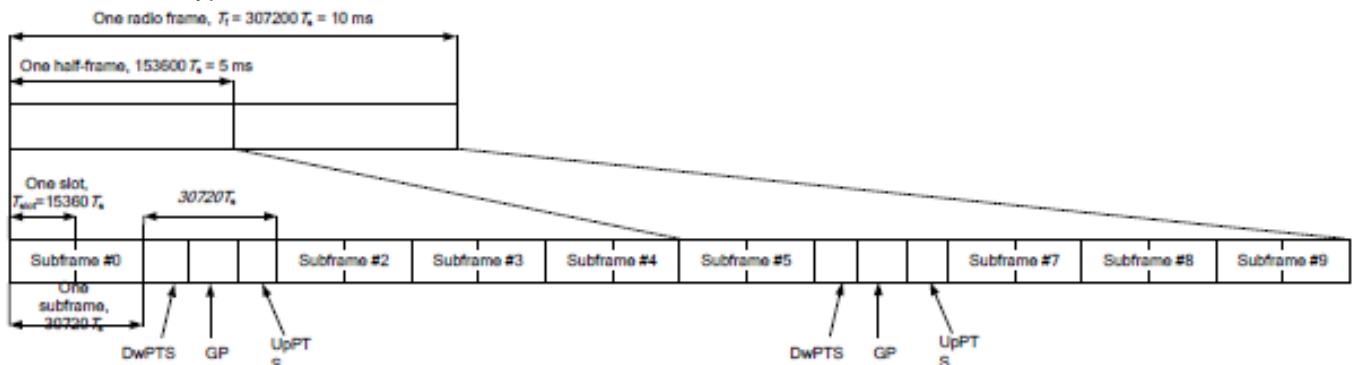 One radio frame, Tf = 307200 Ts = 10 ms
One half-frame, 153600 Ts = 5 ms
One slot,
Tslot=15360 Ts
30720Ts
Subframe #0
Subframe #2
Subframe #3
Subframe #4
Subframe #5
Subframe #7
Subframe #8
Subframe #9
One
subframe,
30720 Ts
DwPTS
GP
UpPT
S
DwPTS
GP
UpPT
S